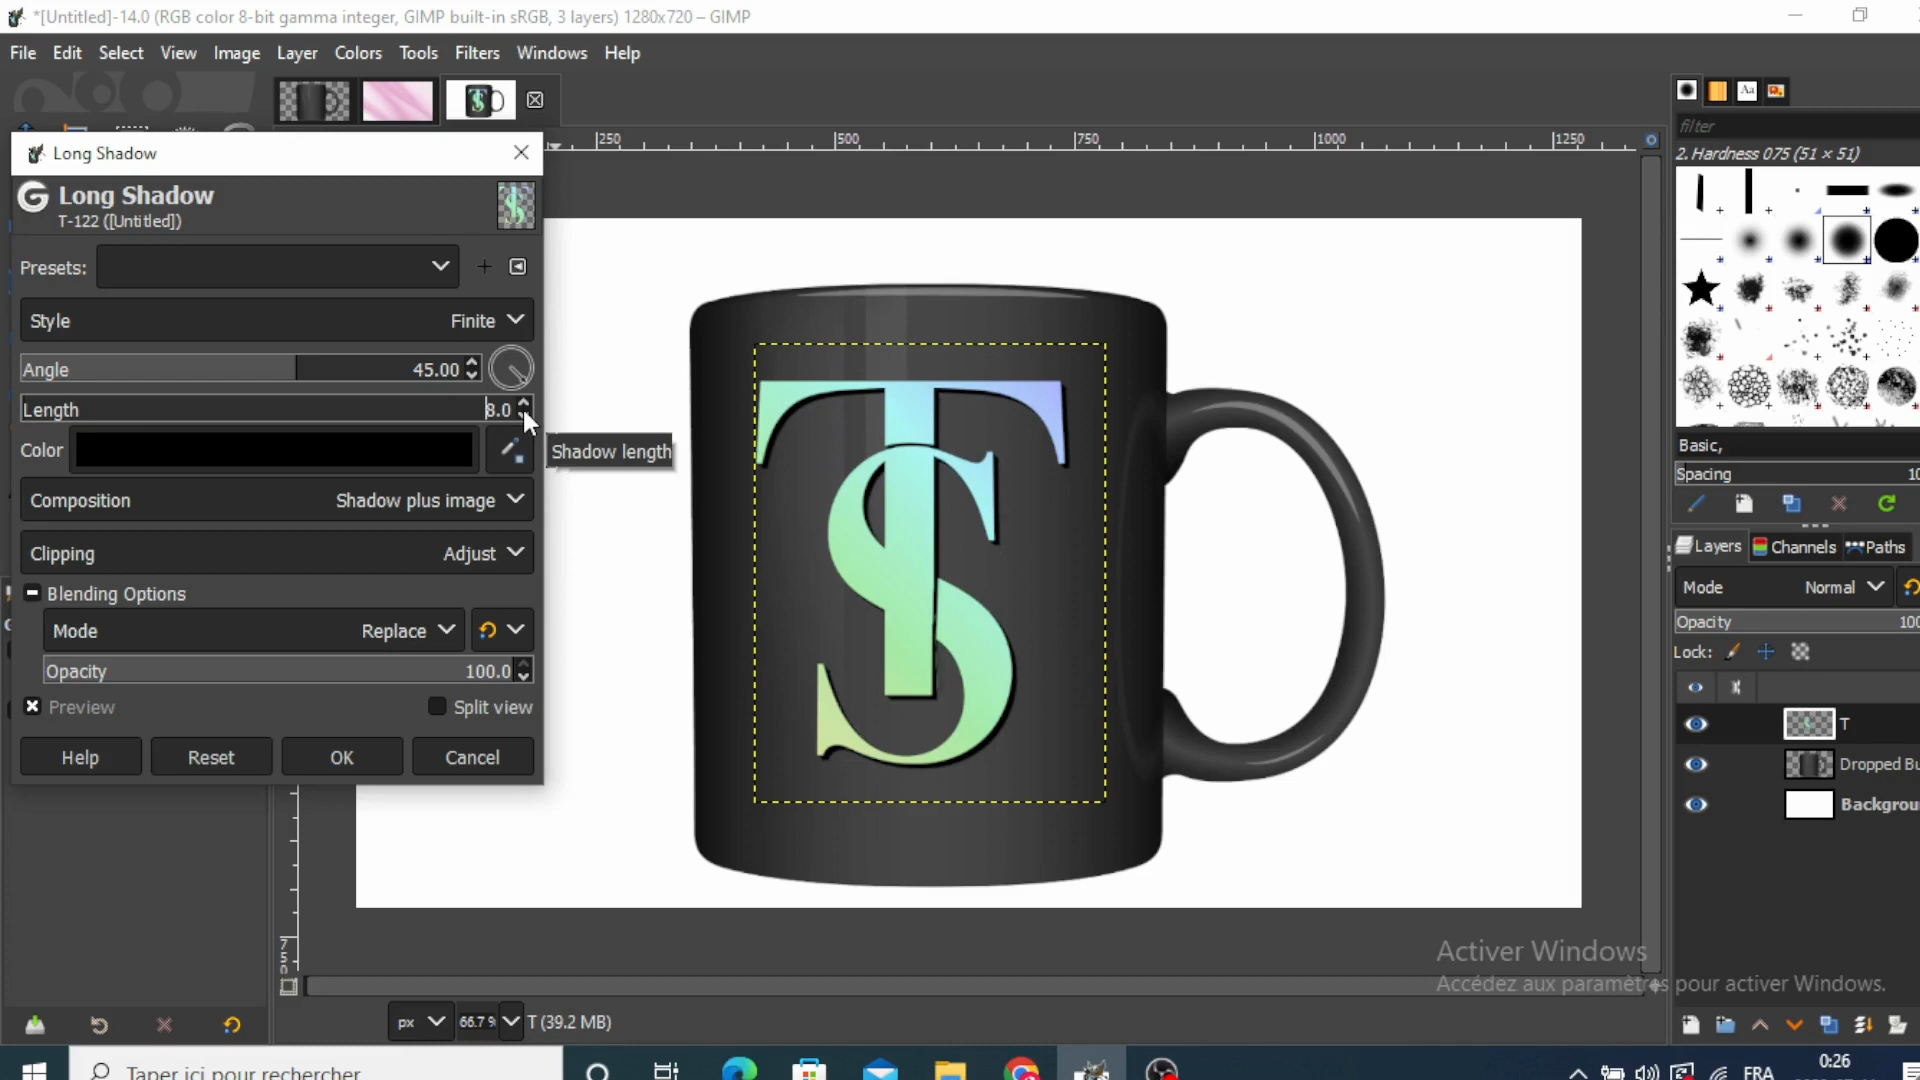 *[Untitled]-14.0 (RGB color 8-bit gamma integer, GIMP built-in sRGB, 3 layers) 1280x720 – GIMP
File Edit Select View Image Layer Colors Tools Filters Windows Help
250 500 750 1000 1250
filter
2. Hardness 075 (51 × 51)
Long Shadow
Long Shadow
T-122 ([Untitled])
Presets:
Style Finite
Angle 45.00
Length 8.0
Shadow length
Color
Composition Shadow plus image
Clipping Adjust
Blending Options
Mode Replace
Opacity 100.0
Preview Split view
Help Reset OK Cancel
TS
Basic,
Spacing
Layers Channels Paths
Mode Normal
Opacity
Lock:
T
Dropped
Background
750
Activer Windows
Accédez aux paramètres pour activer Windows.
px 66.7 % T (39.2 MB)
Taper ici pour rechercher
FRA
0:26